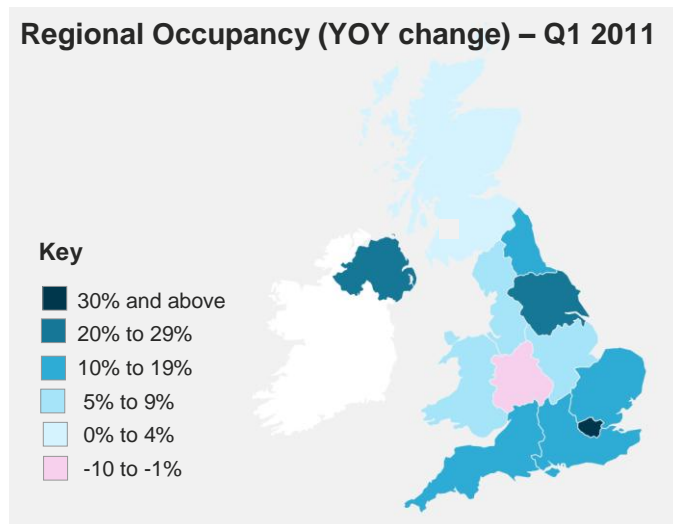 Regional Occupancy (YOY change) – Q1 2011
Key
30% and above
20% to 29%
10% to 19%
5% to 9%
0% to 4%
-10 to -1%